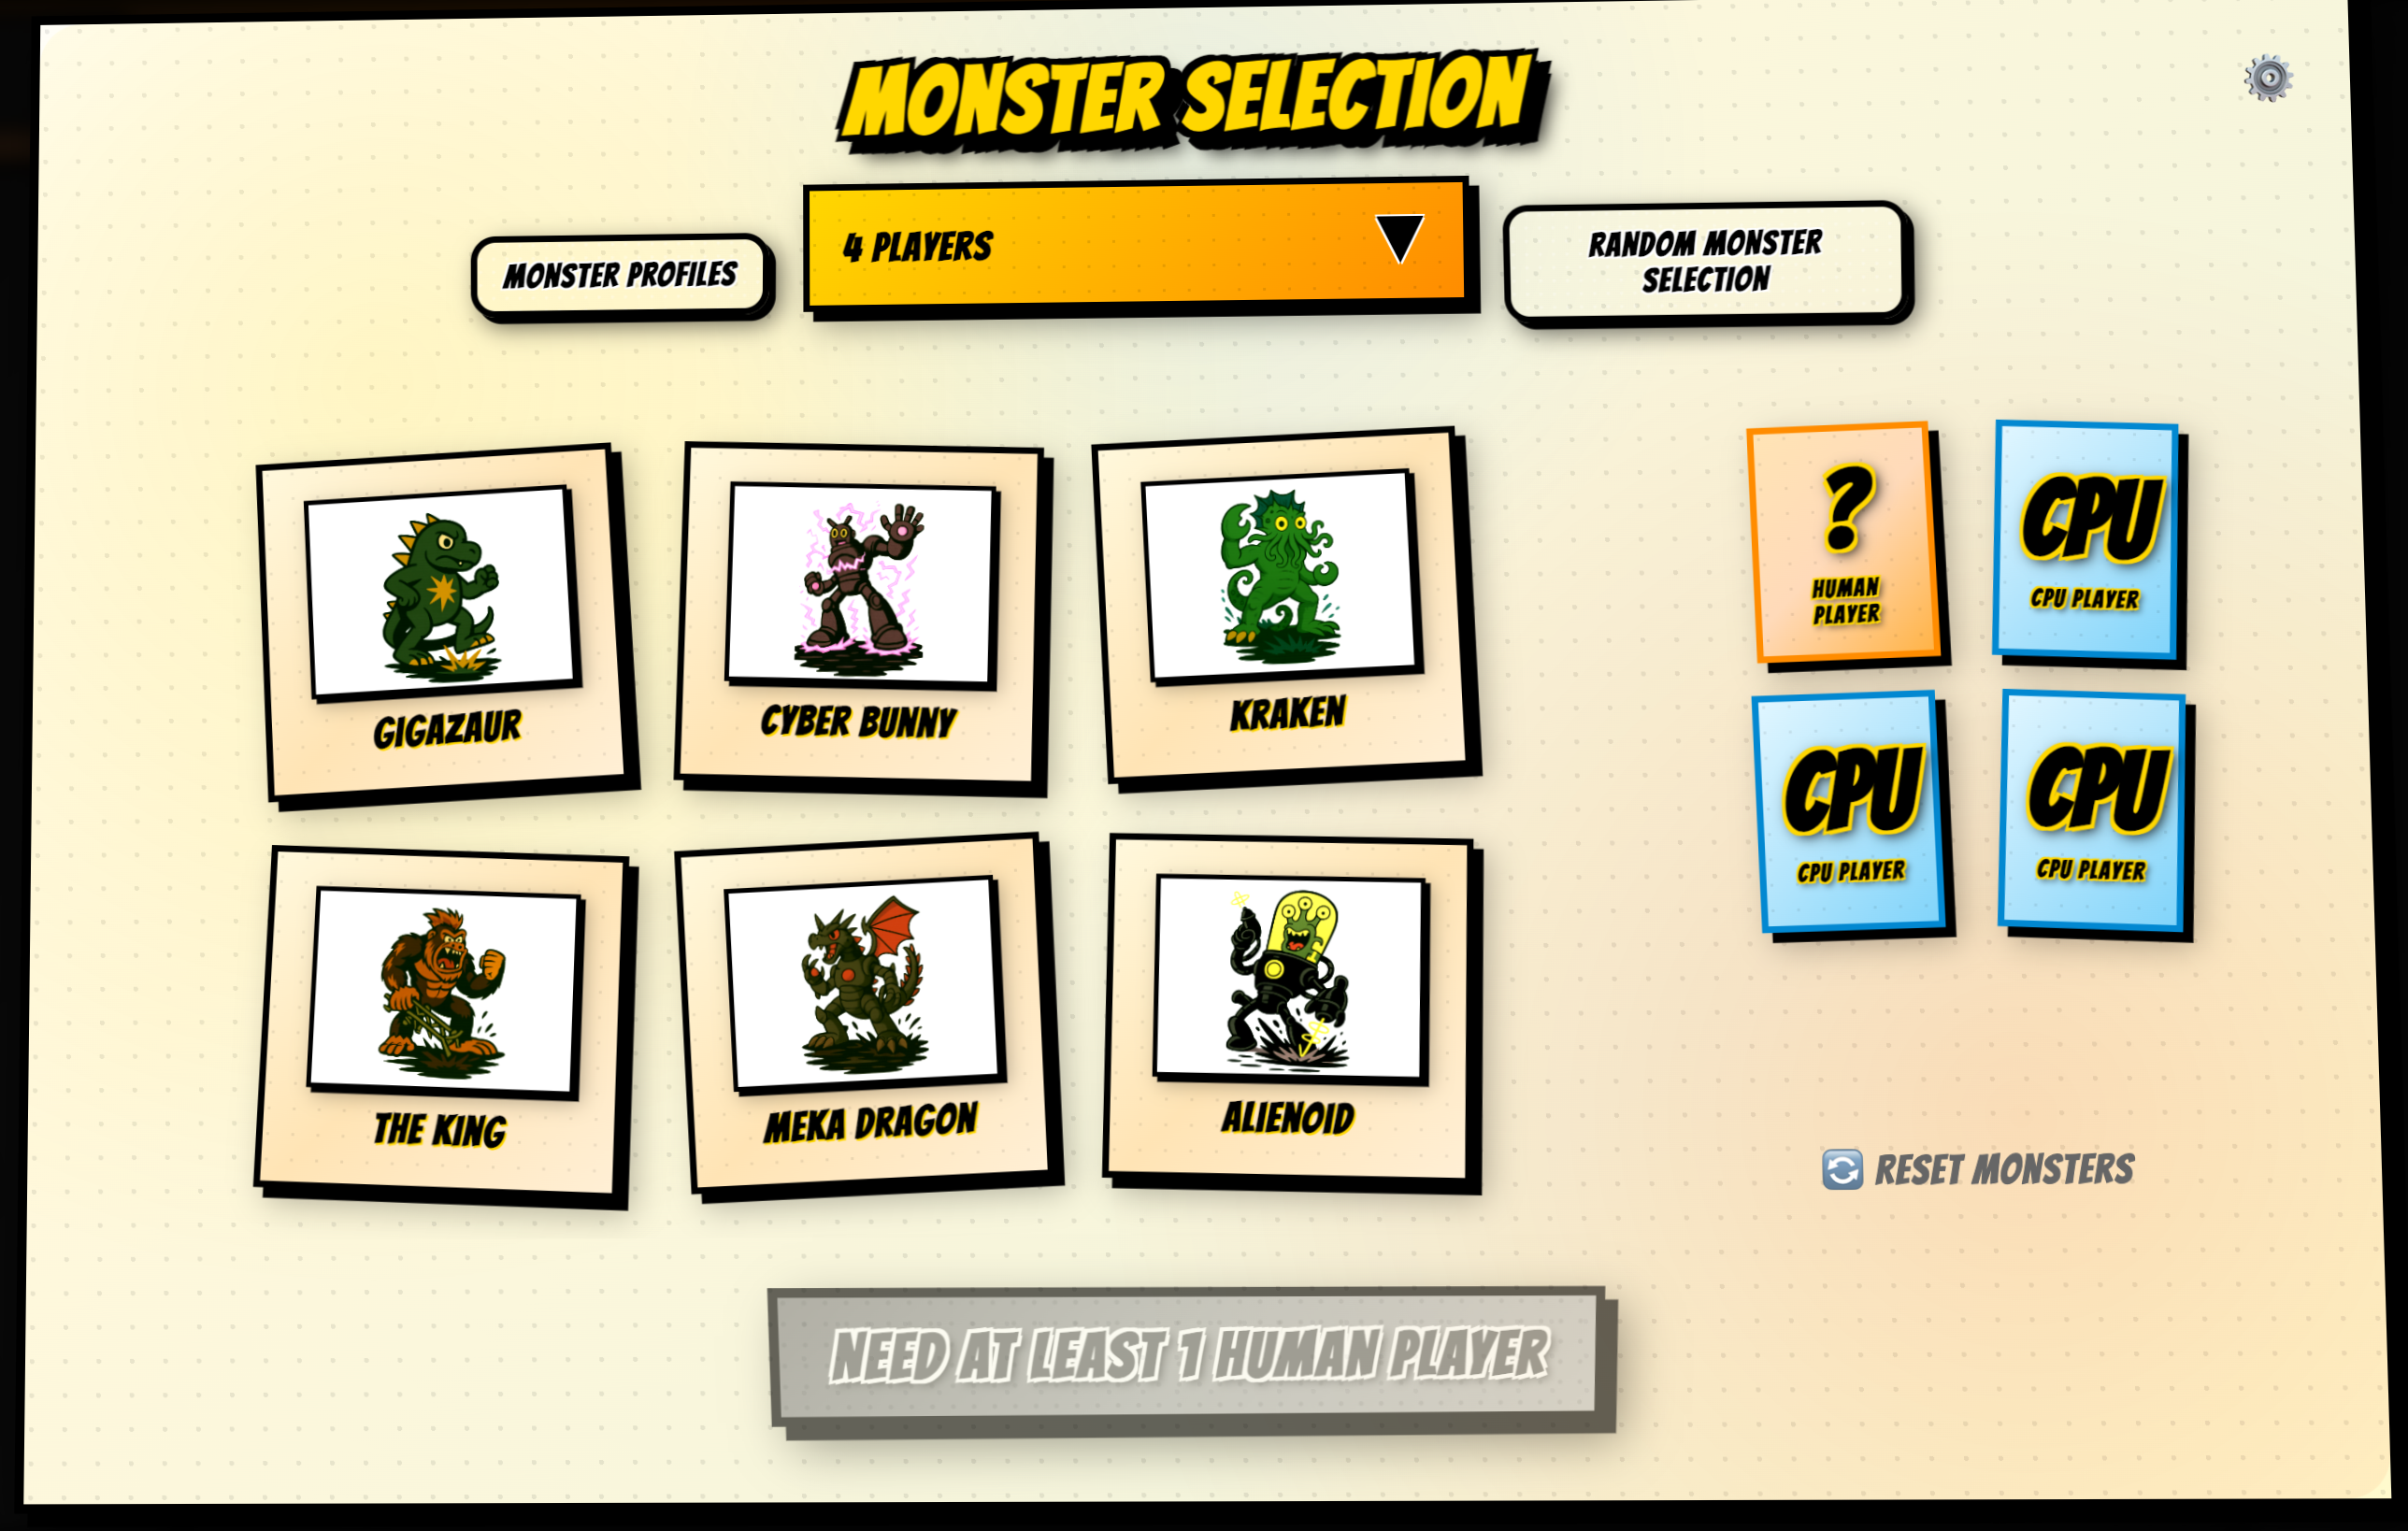 MONSTER SELECTION
MONSTER PROFILES
4 PLAYERS
RANDOM MONSTER
SELECTION
GIGAZAUR
CYBER BUNNY
KRAKEN
?
HUMAN
PLAYER
CPU
CPU PLAYER
CPU
CPU PLAYER
CPU
CPU PLAYER
THE KING
MEKA DRAGON
ALIENOID
RESET MONSTERS
NEED AT LEAST 1 HUMAN PLAYER